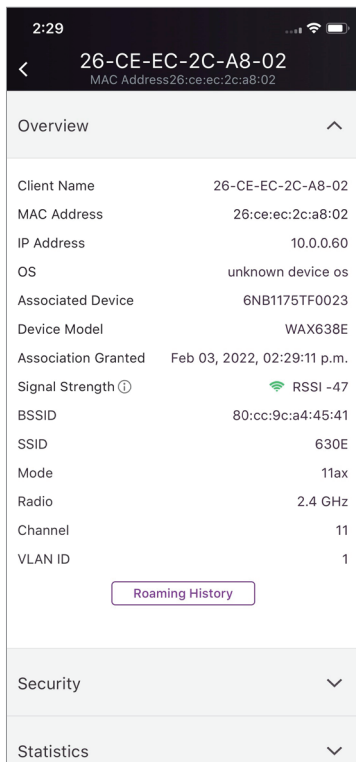 2:29
26-CE-EC-2C-A8-02
MAC Address26:ce:ec:2c:a8:02
Overview
Client Name 26-CE-EC-2C-A8-02
MAC Address 26:ce:ec:2c:a8:02
IP Address 10.0.0.60
OS unknown device os
Associated Device 6NB1175TF0023
Device Model WAX638E
Association Granted Feb 03, 2022, 02:29:11 p.m.
Signal Strength RSSI -47
BSSID 80:cc:9c:a4:45:41
SSID 630E
Mode 11ax
Radio 2.4 GHz
Channel 11
VLAN ID 1
Roaming History
Security
Statistics